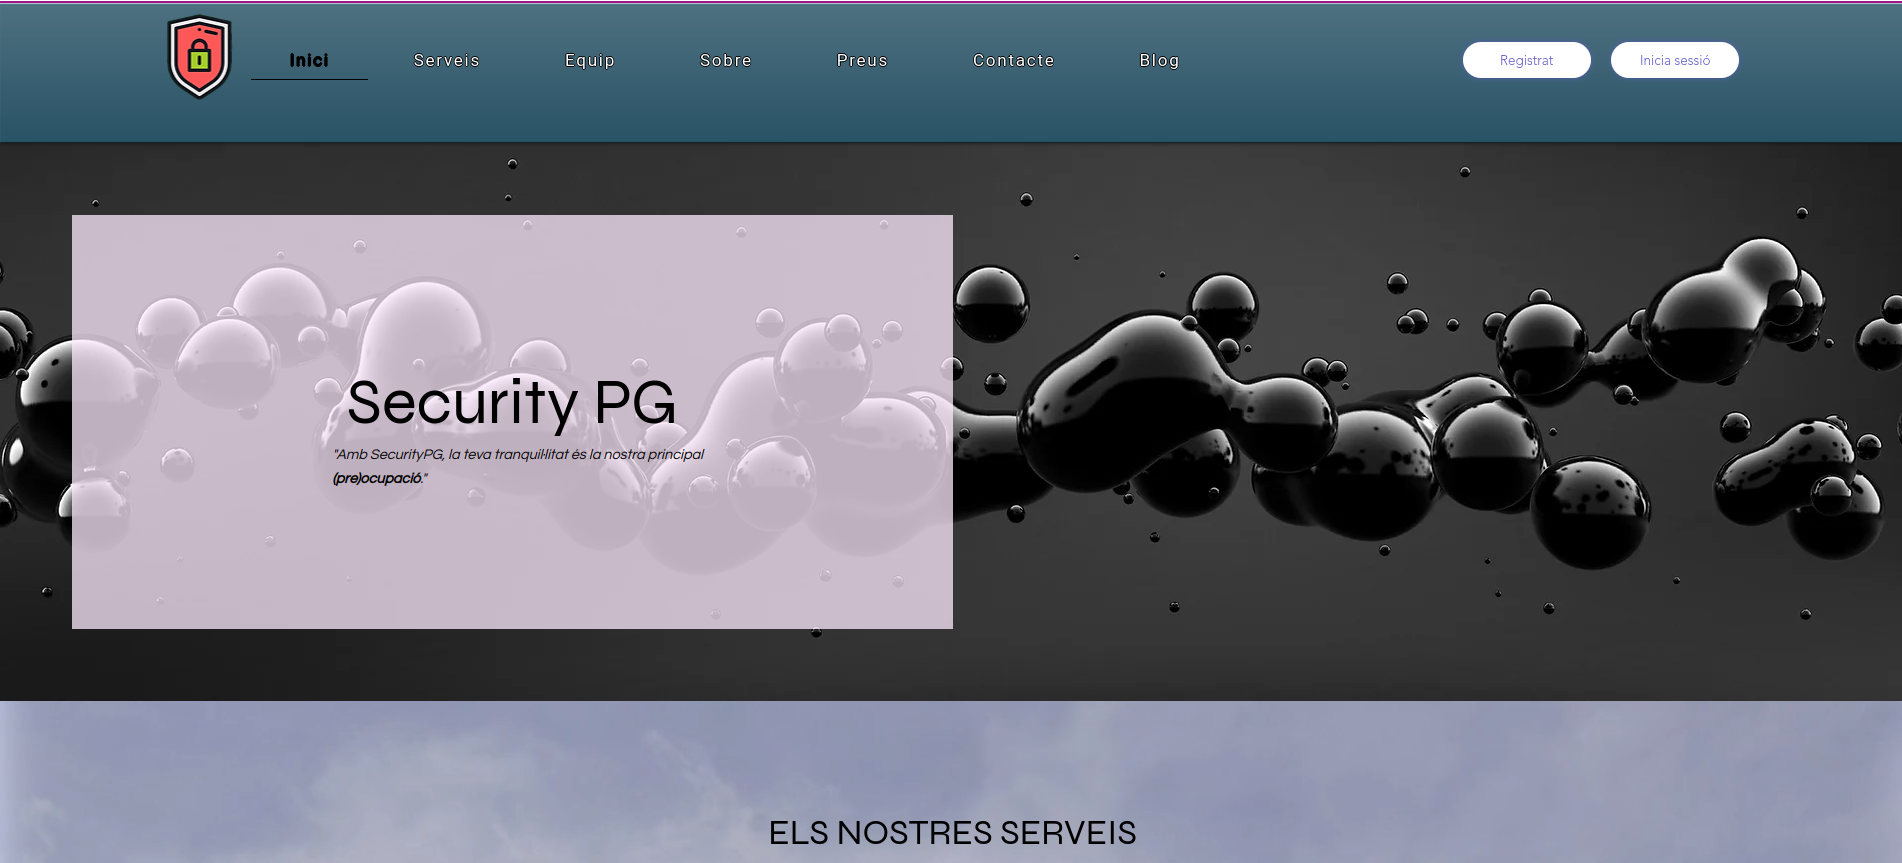 Inici
Serveis
Equip
Sobre
Preus
Contacte
Blog
Registrat
Inicia sessió
Security PG
"Amb SecurityPG, la teva tranquil·litat és la nostra principal
(pre)ocupació."
ELS NOSTRES SERVEIS